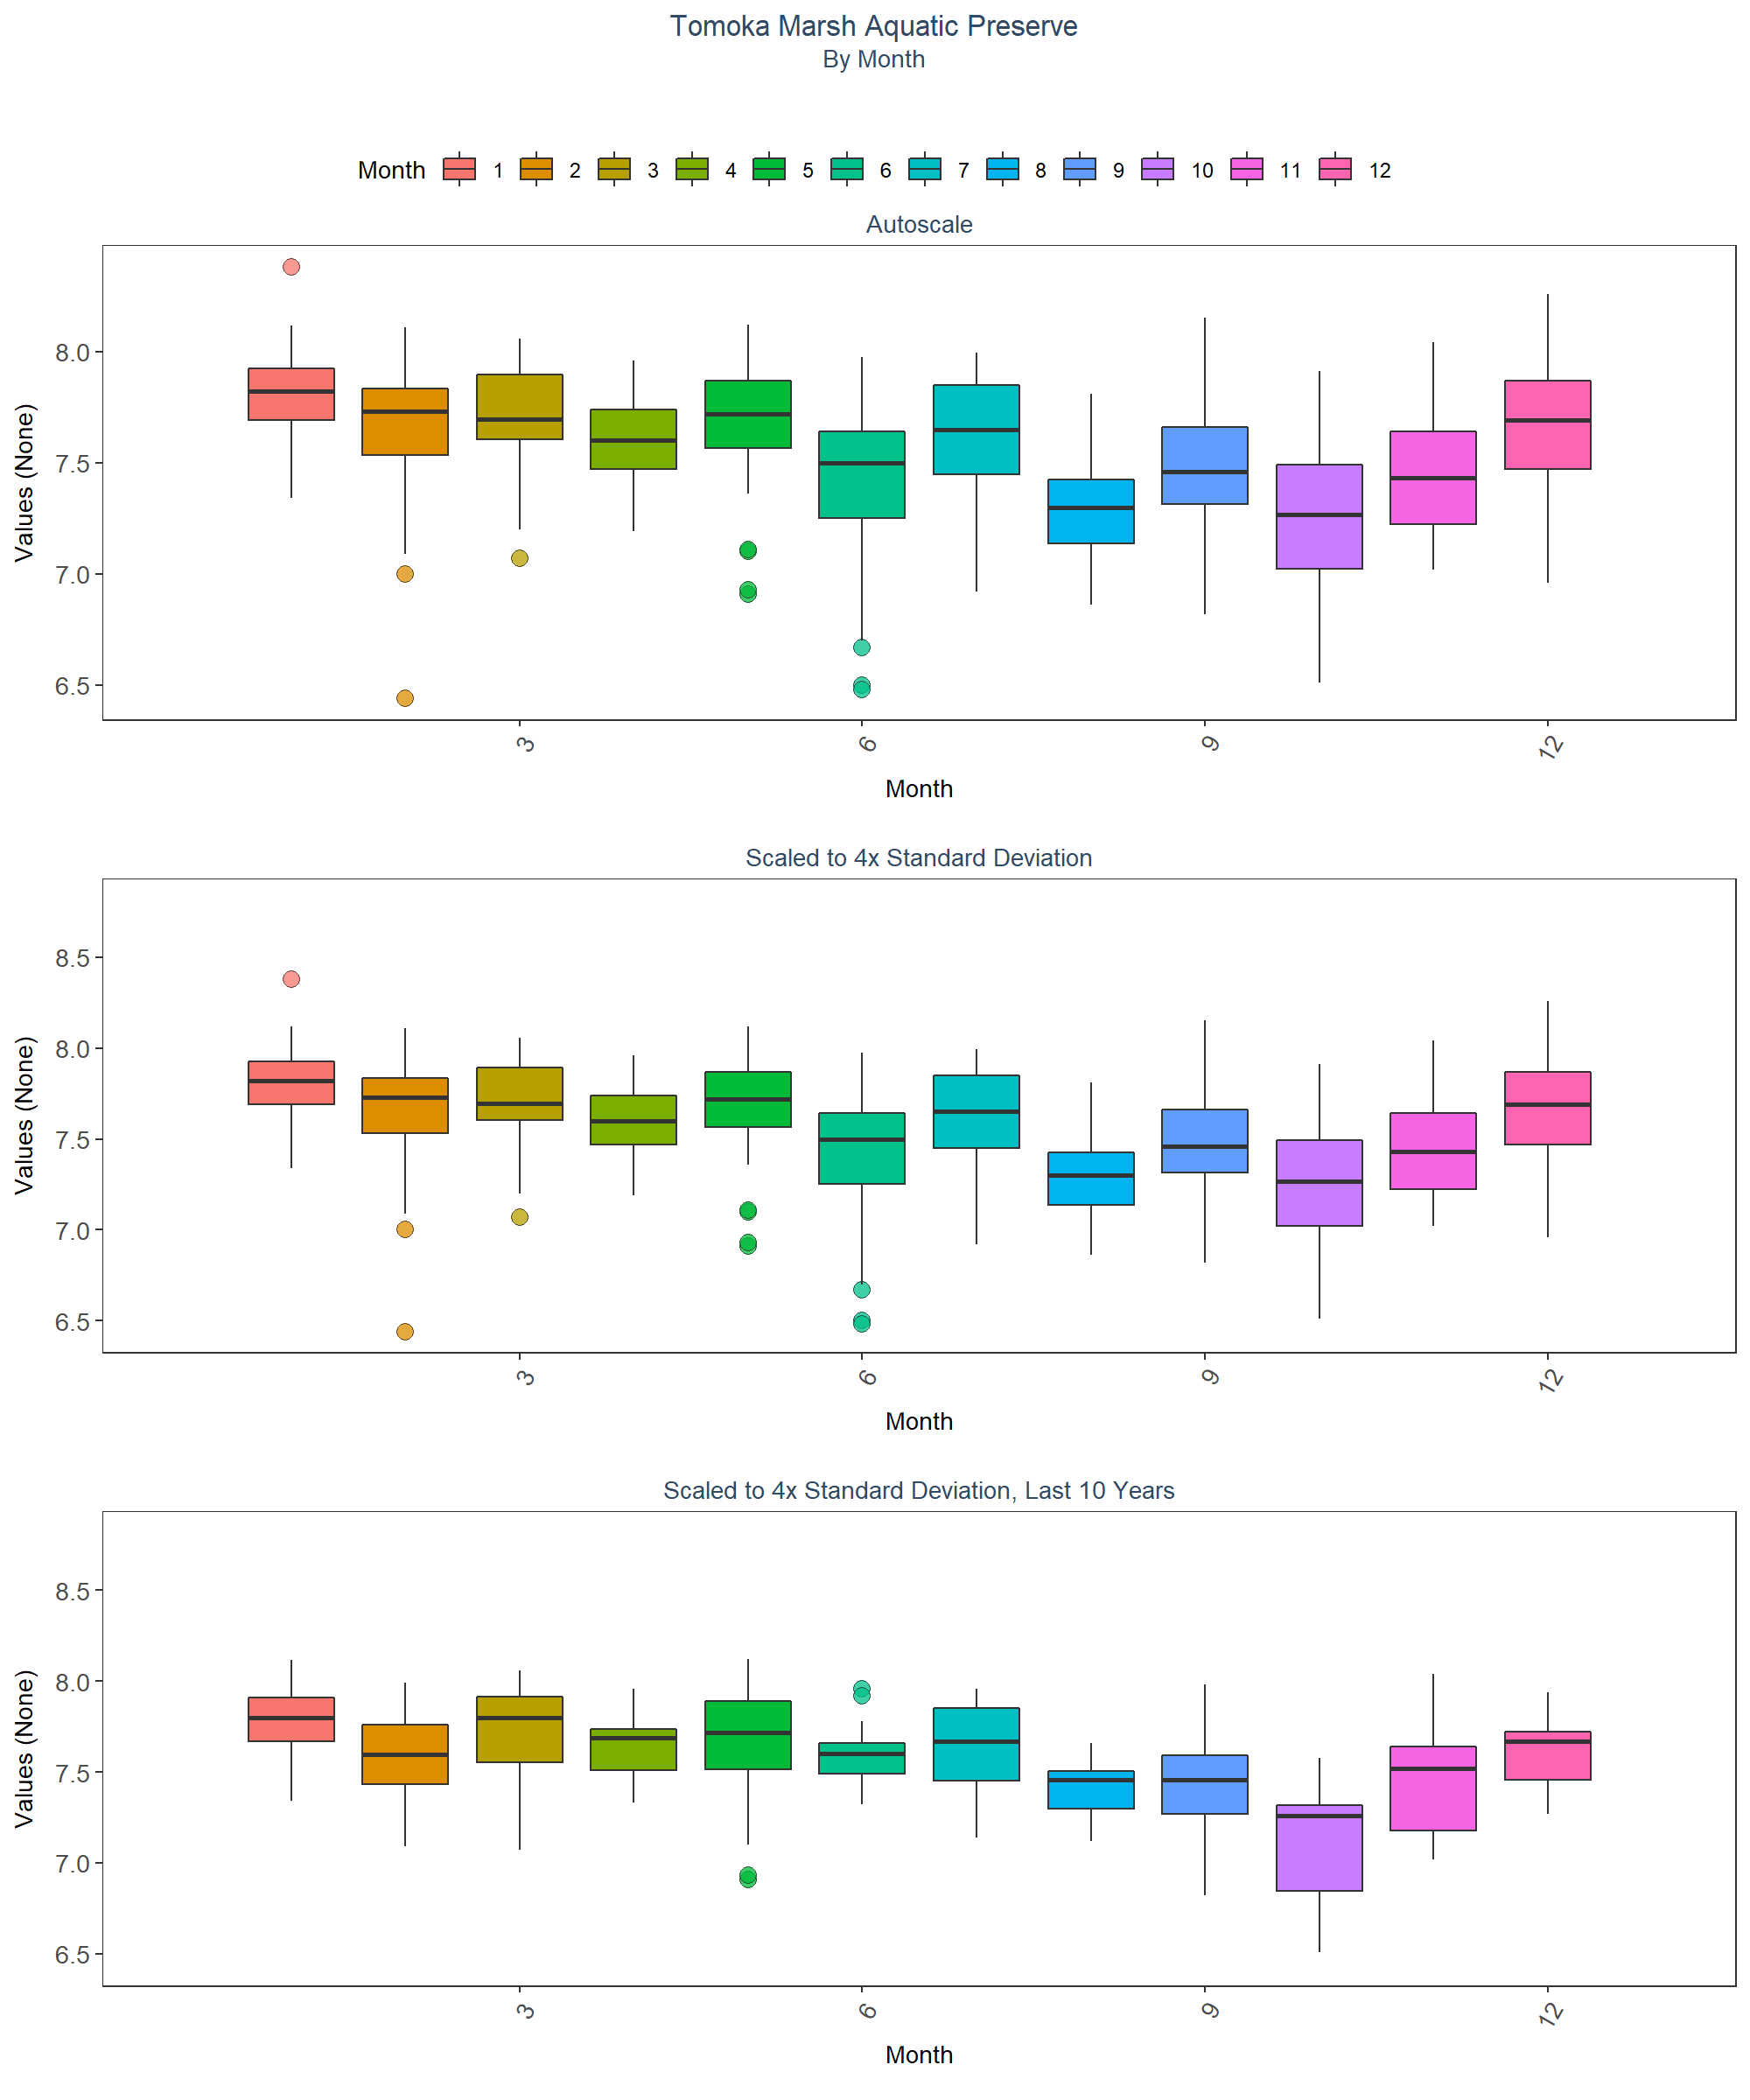 Tomoka Marsh Aquatic Preserve
By Month
Month 1 2 3 4 5 6 7 8 9 10 11 12
Autoscale
Values (None)
8.0
7.5
7.0
6.5
3 6 9 12
Month
Scaled to 4x Standard Deviation
Values (None)
8.5
8.0
7.5
7.0
6.5
3 6 9 12
Month
Scaled to 4x Standard Deviation, Last 10 Years
Values (None)
8.5
8.0
7.5
7.0
6.5
3 6 9 12
Month